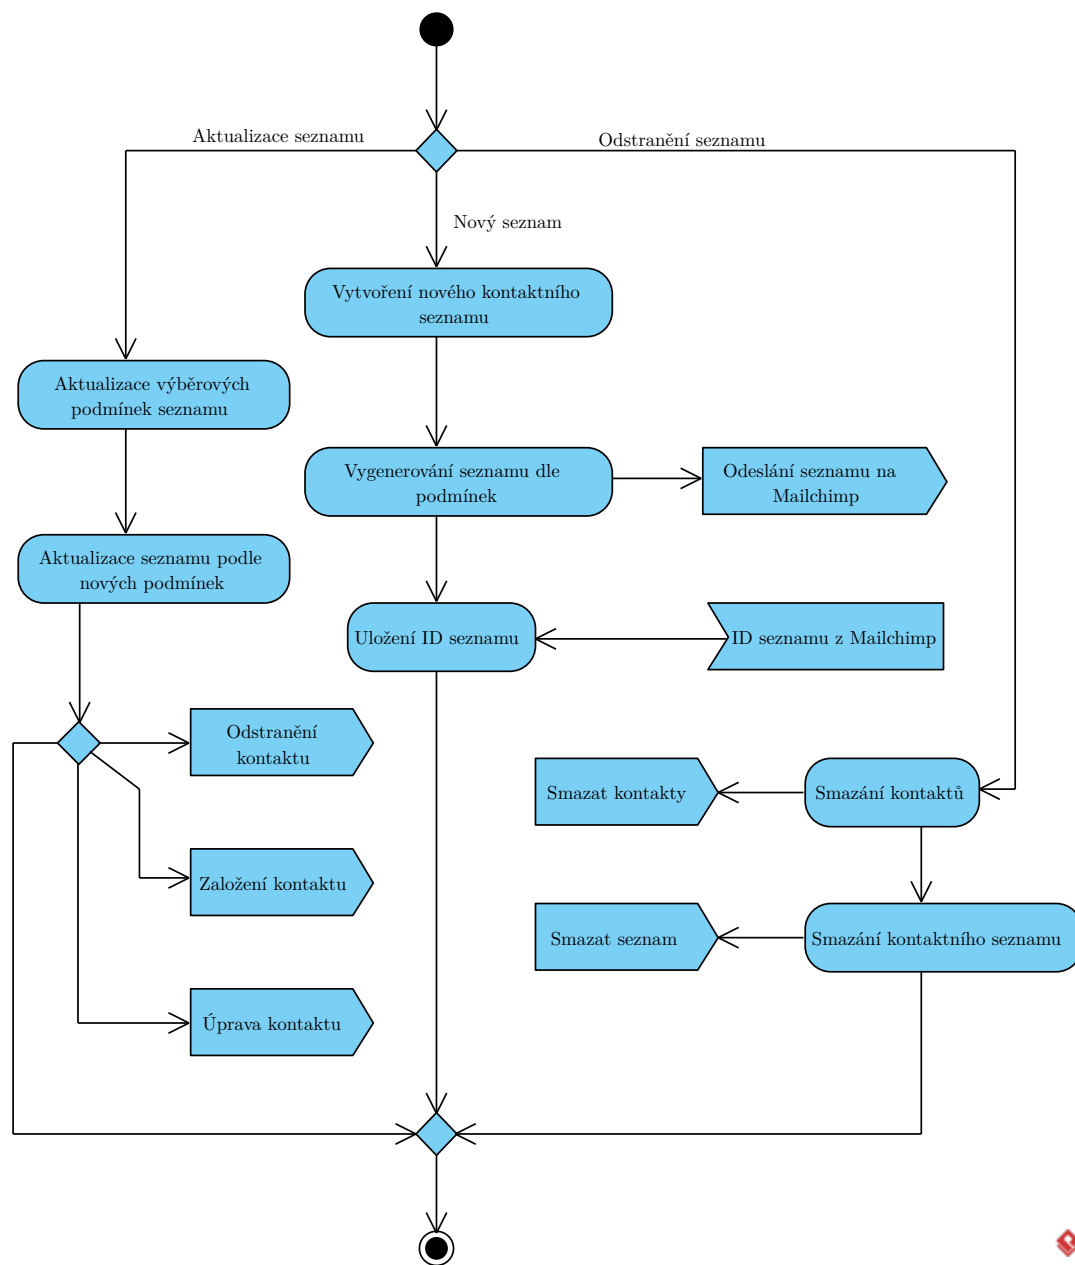 Aktualizace seznamu
Odstranění seznamu
Nový seznam
Vytvoření nového kontaktního
seznamu
Aktualizace výběrových
podmínek seznamu
Vygenerování seznamu dle
podmínek
Odeslání seznamu na
Mailchimp
Aktualizace seznamu podle
nových podmínek
Uložení ID seznamu
ID seznamu z Mailchimp
Odstranění
kontaktu
Smazat kontakty
Smazání kontaktů
Založení kontaktu
Smazat seznam
Smazání kontaktního seznamu
Úprava kontaktu